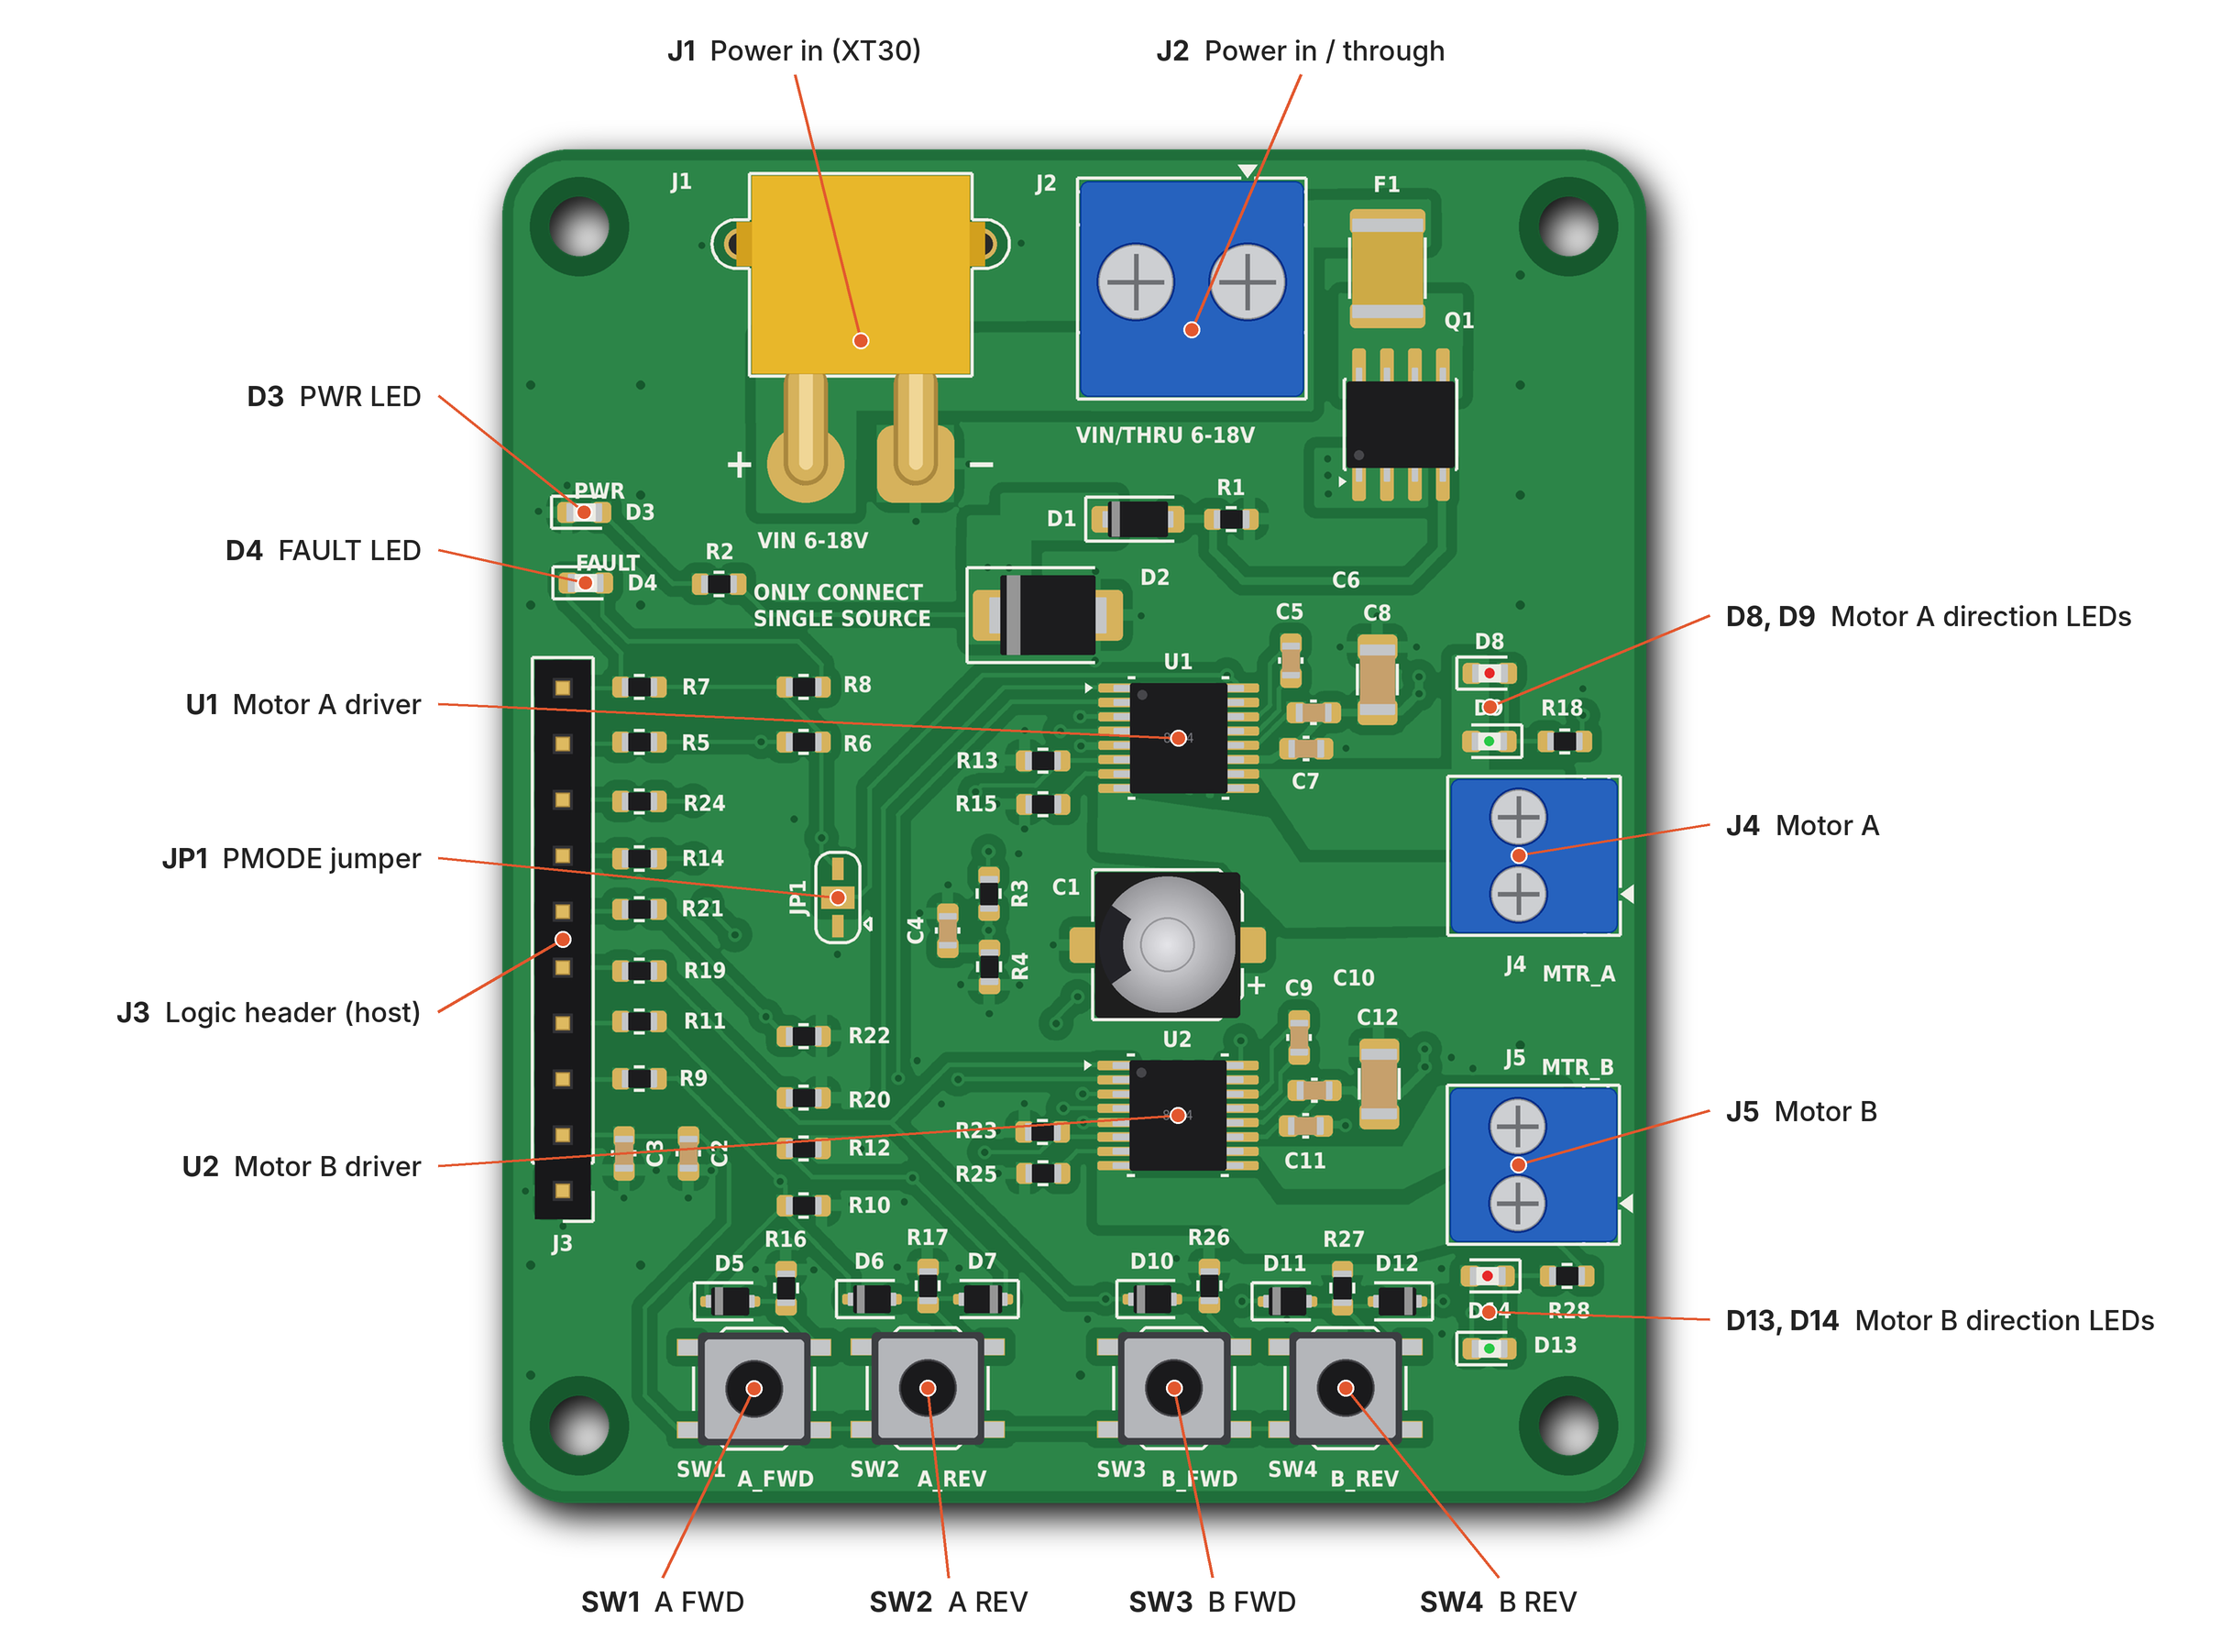 J1 Power in (XT30)
J2 Power in / through
J1
J2
F1
Q1
D3 PWR LED
VIN/THRU 6-18V
PWR
D3
R1
D1
VIN 6-18V
D4 FAULT LED
FAULT
D4
R2
D2
C6
ONLY CONNECT
SINGLE SOURCE
C5
C8
D8, D9 Motor A direction LEDs
D8
U1
R7
R8
U1 Motor A driver
D9
R18
R5
R6
R13
C7
R24
R15
J4 Motor A
JP1 PMODE jumper
R14
JP1
C1
R3
R21
C4
J4
MTR_A
R19
R4
C10
C9
J3 Logic header (host)
R11
R22
U2
C12
J5
MTR_B
R9
R20
J5 Motor B
R23
C3
C2
R12
C11
U2 Motor B driver
R25
R10
J3
R16
R17
R26
R27
D5
D6
D7
D10
D11
D12
D14
R28
D13, D14 Motor B direction LEDs
D13
SW1
A_FWD
SW2
A_REV
SW3
B_FWD
SW4
B_REV
SW1 A FWD
SW2 A REV
SW3 B FWD
SW4 B REV